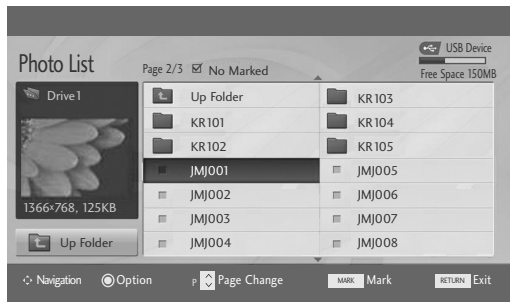 USB Device
Photo List
Page 2/3 No Marked
Free Space 150MB
Drive1
1366×768, 125KB
Up Folder
Up Folder
KR101
KR102
JMJ001
JMJ002
JMJ003
JMJ004
KR103
KR104
KR105
JMJ005
JMJ006
JMJ007
JMJ008
Navigation Option P Page Change MARK Mark RETURN Exit